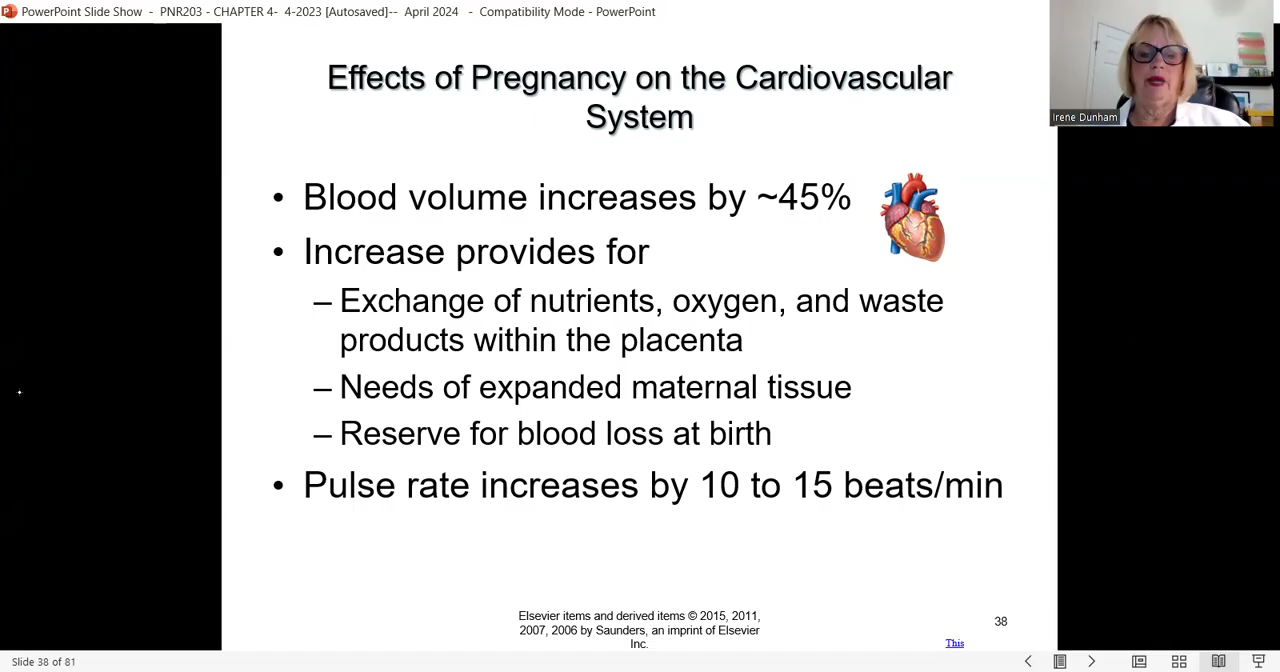 PowerPoint Slide Show - PNR203 - CHAPTER 4- 4-2023 [Autosaved]-- April 2024 - Compatibility Mode - PowerPoint
Irene Dunham
Effects of Pregnancy on the Cardiovascular
System
• Blood volume increases by ~45%
• Increase provides for
– Exchange of nutrients, oxygen, and waste
products within the placenta
– Needs of expanded maternal tissue
– Reserve for blood loss at birth
• Pulse rate increases by 10 to 15 beats/min
Elsevier items and derived items © 2015, 2011,
2007, 2006 by Saunders, an imprint of Elsevier
Inc.
38
This
Slide 38 of 81